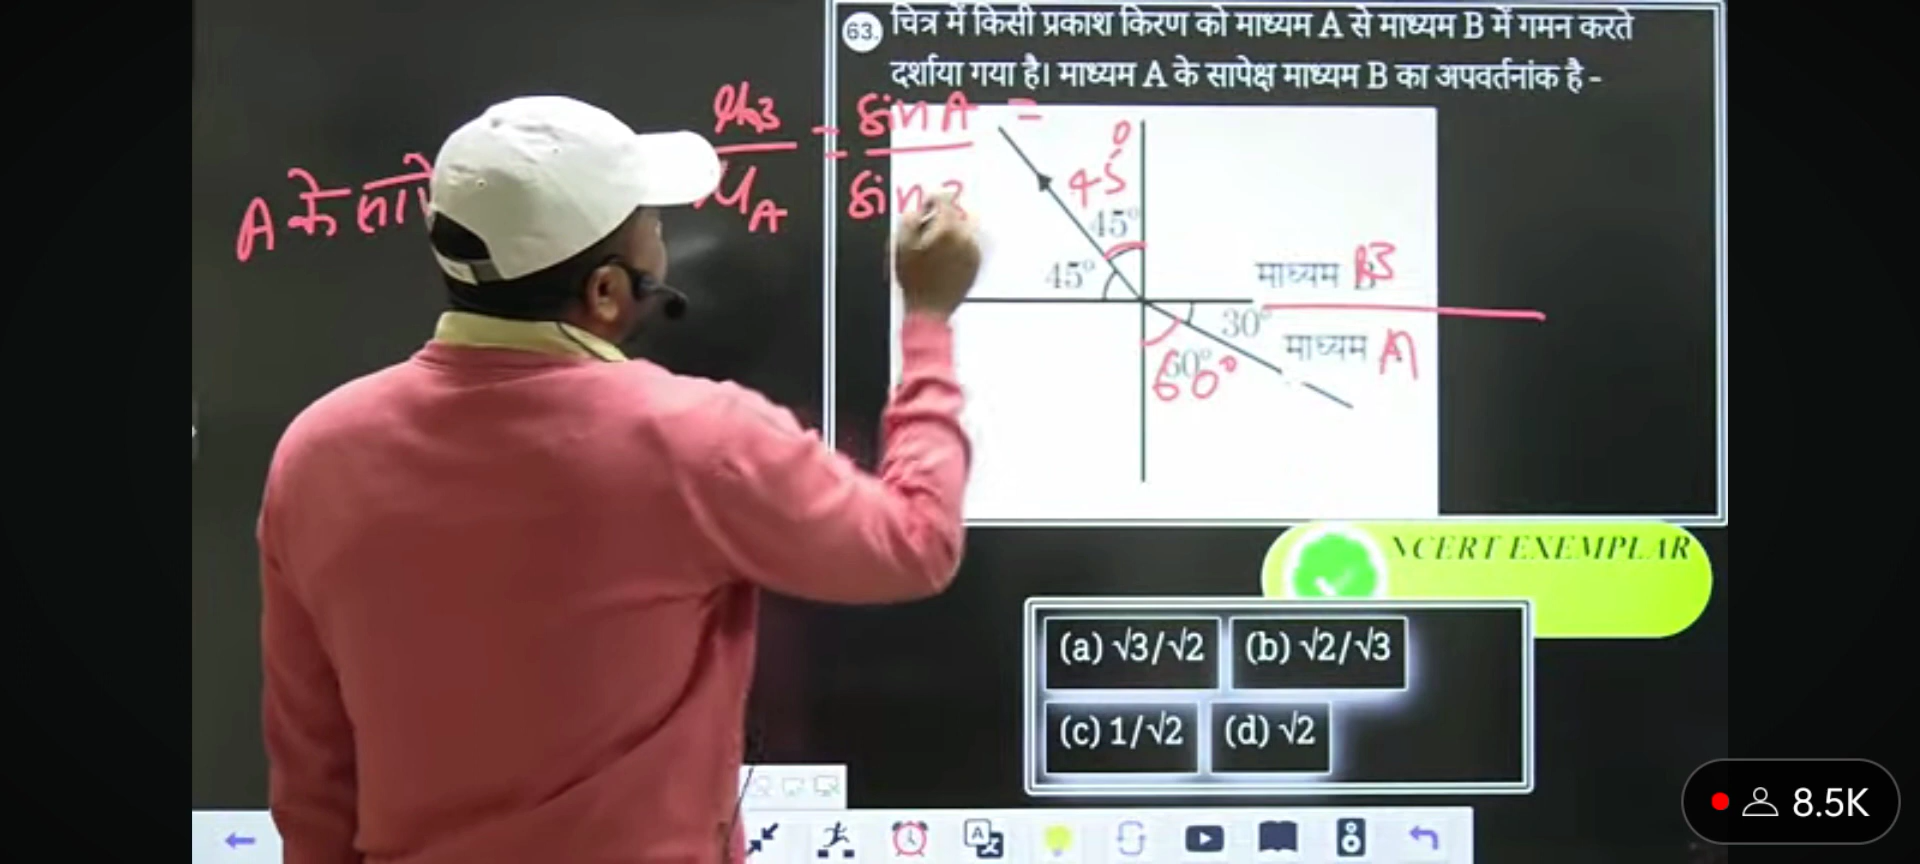 63. चित्र में किसी प्रकाश किरण को माध्यम A से माध्यम B में गमन करते
दर्शाया गया है। माध्यम A के सापेक्ष माध्यम B का अपवर्तनांक है -
= sin A =
A के
μA
sin
45
45°
45°
माध्यम B
30°
माध्यम A
60°
60°
NCERT EXEMPLAR
(a) √3/√2 (b) √2/√3
(c) 1/√2 (d) √2
8.5K